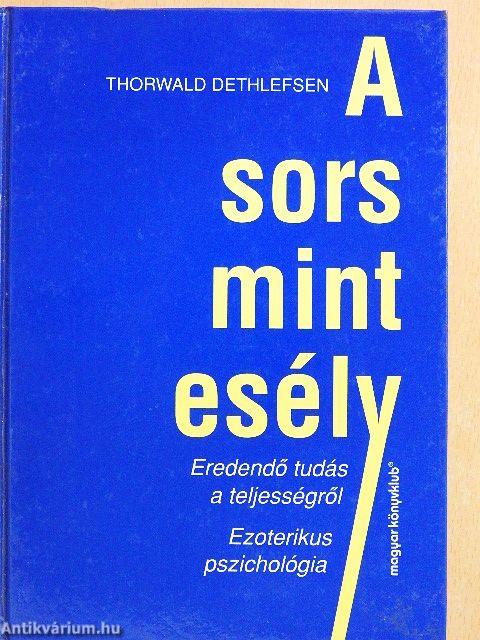 THORWALD DETHLEFSEN
A
sors
mint
esély
Eredendő tudás
a teljességről
Ezoterikus
pszichológia
magyar könyvklub®
Antikvárium.hu